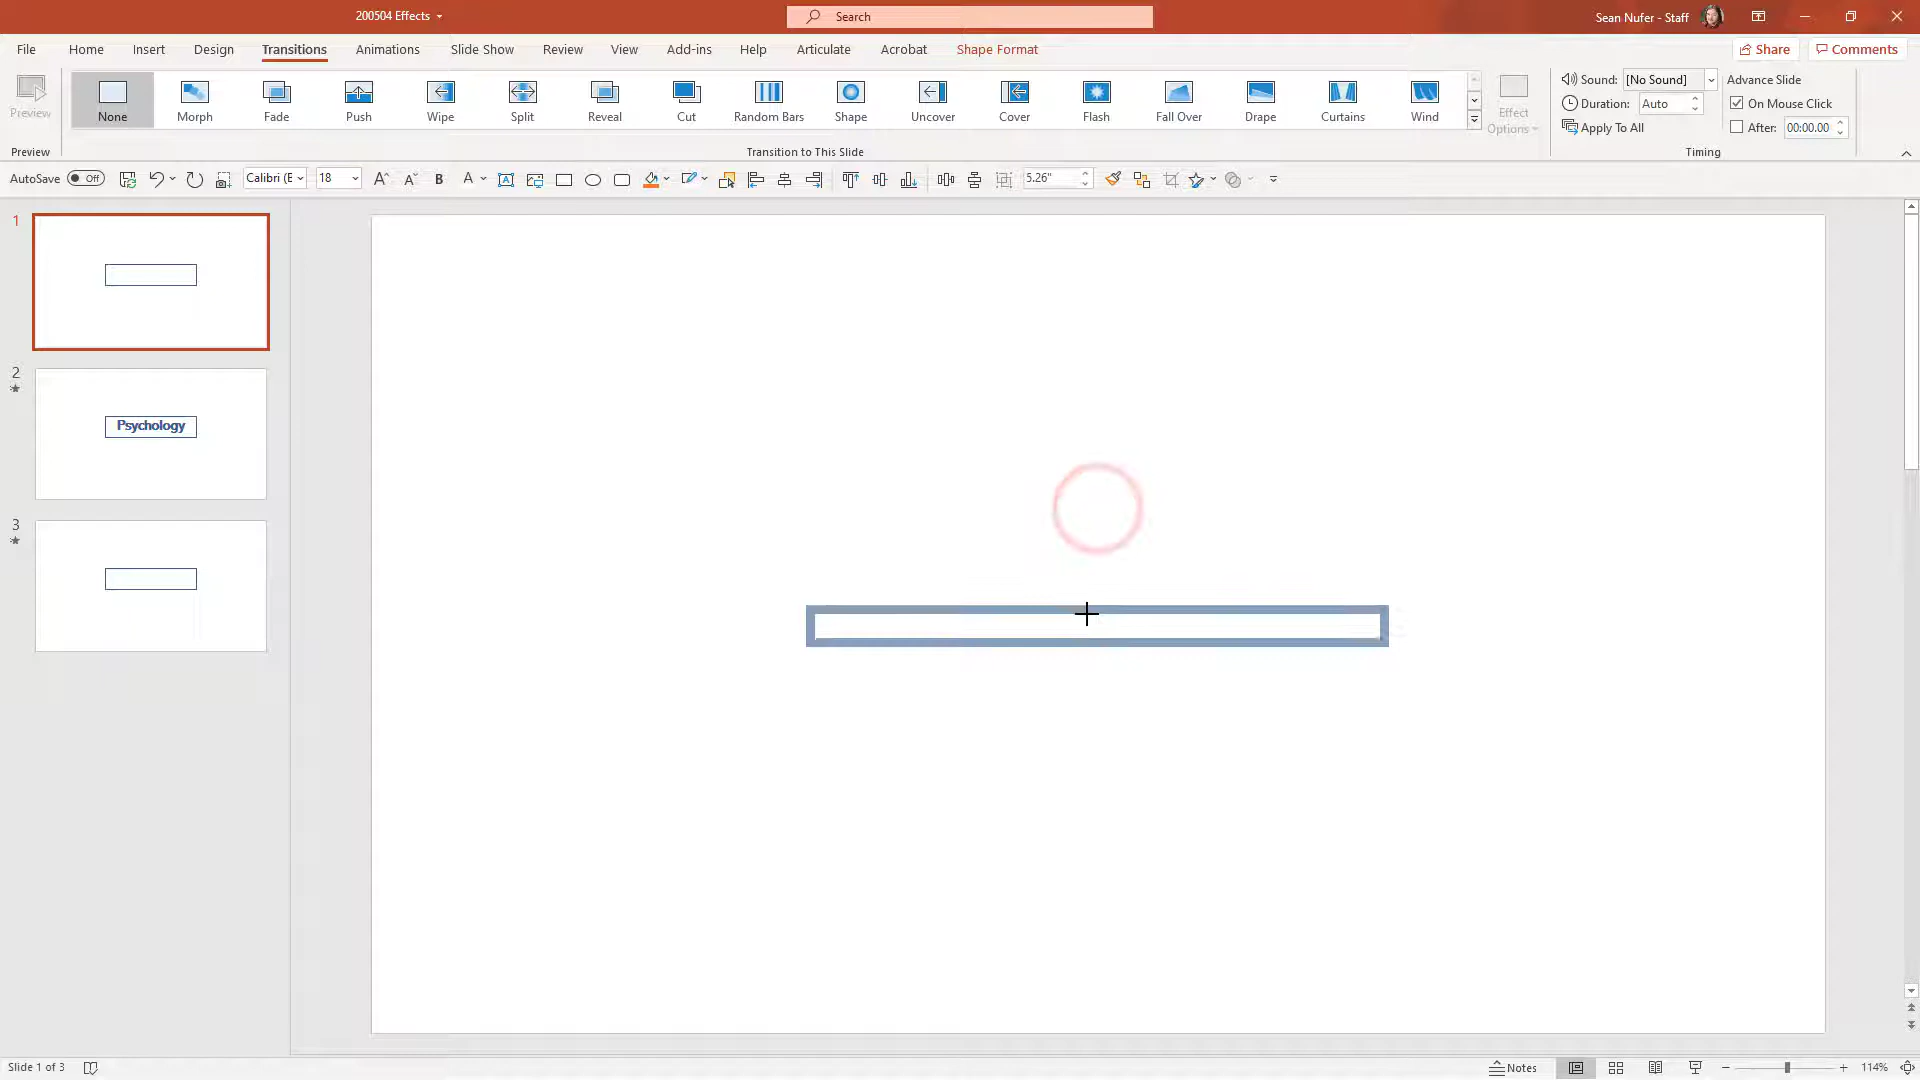 200504 Effects
Search
Sean Nufer - Staff
File Home Insert Design Transitions Animations Slide Show Review View Add-ins Help Articulate Acrobat Shape Format Share Comments
Preview None Morph Fade Push Wipe Split Reveal Cut Random Bars Shape Uncover Cover Flash Fall Over Drape Curtains Wind Effect Options
Sound: [No Sound] Advance Slide
Duration: Auto On Mouse Click
Apply To All After: 00:00.00
Preview Transition to This Slide Timing
AutoSave Off Calibri (E 18 A A B A 5.26"
1
2
Psychology
3
Slide 1 of 3 Notes 114%